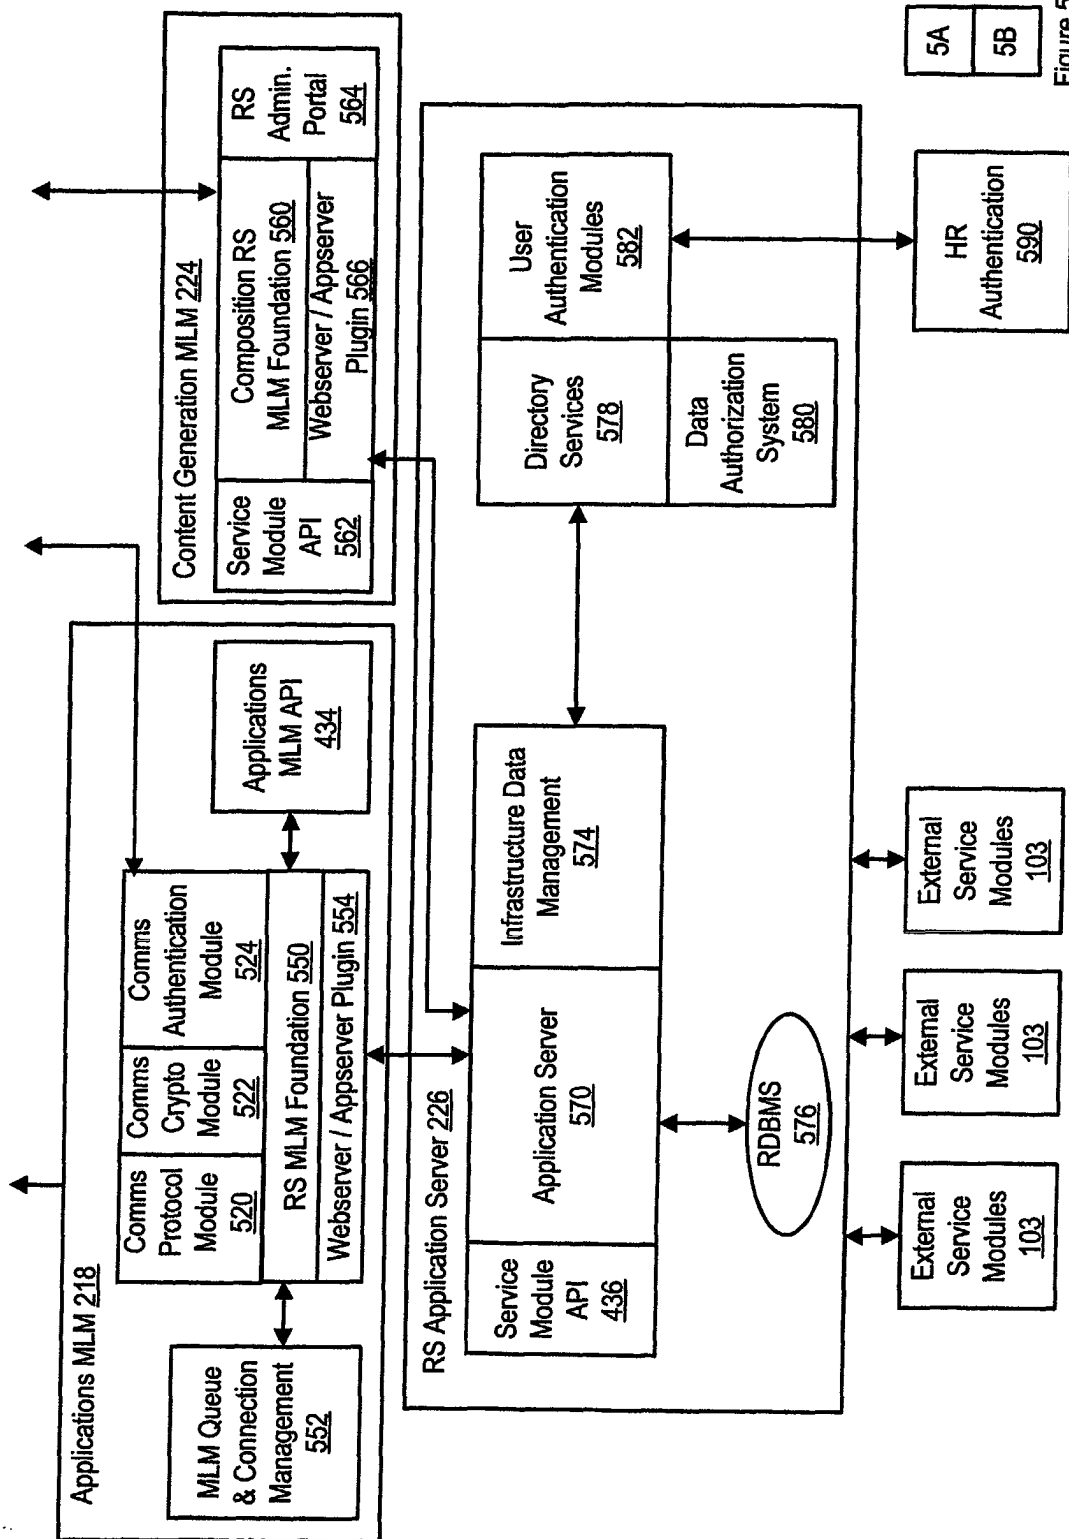 Applications MLM 218
MLM Queue
& Connection
Management
552
Comms
Protocol
Module
520
Comms
Crypto
Module
522
Comms
Authentication
Module
524
RS MLM Foundation 550
Webserver / Appserver Plugin 554
Applications
MLM API
434
Content Generation MLM 224
Service
Module
API
562
Composition RS
MLM Foundation 560
Webserver / Appserver
Plugin 566
RS
Admin.
Portal
564
RS Application Server 226
Service
Module
API
436
Application Server
570
Infrastructure Data
Management
574
RDBMS
576
Directory
Services
578
User
Authentication
Modules
582
Data
Authorization
System
580
External
Service
Modules
103
External
Service
Modules
103
External
Service
Modules
103
HR
Authentication
590
5A
5B
Figure 5